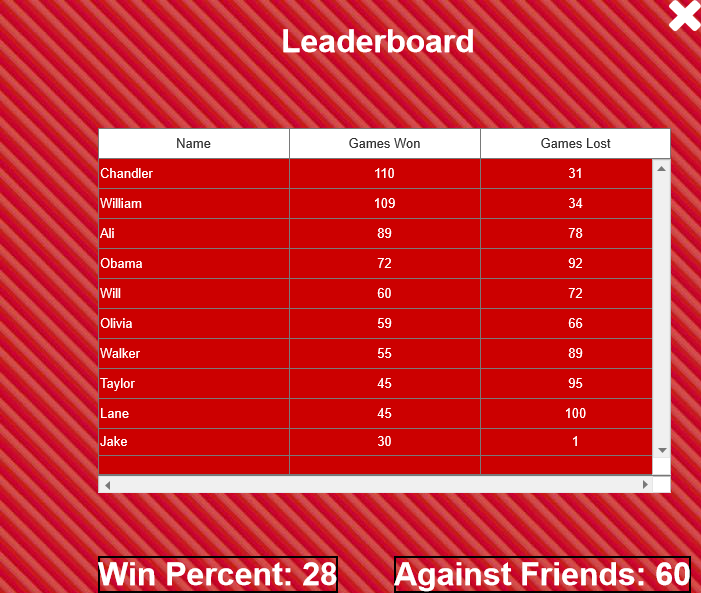 Leaderboard
Name Games Won Games Lost
Chandler 110 31
William 109 34
Ali 89 78
Obama 72 92
Will 60 72
Olivia 59 66
Walker 55 89
Taylor 45 95
Lane 45 100
Jake 30 1
Win Percent: 28 Against Friends: 60